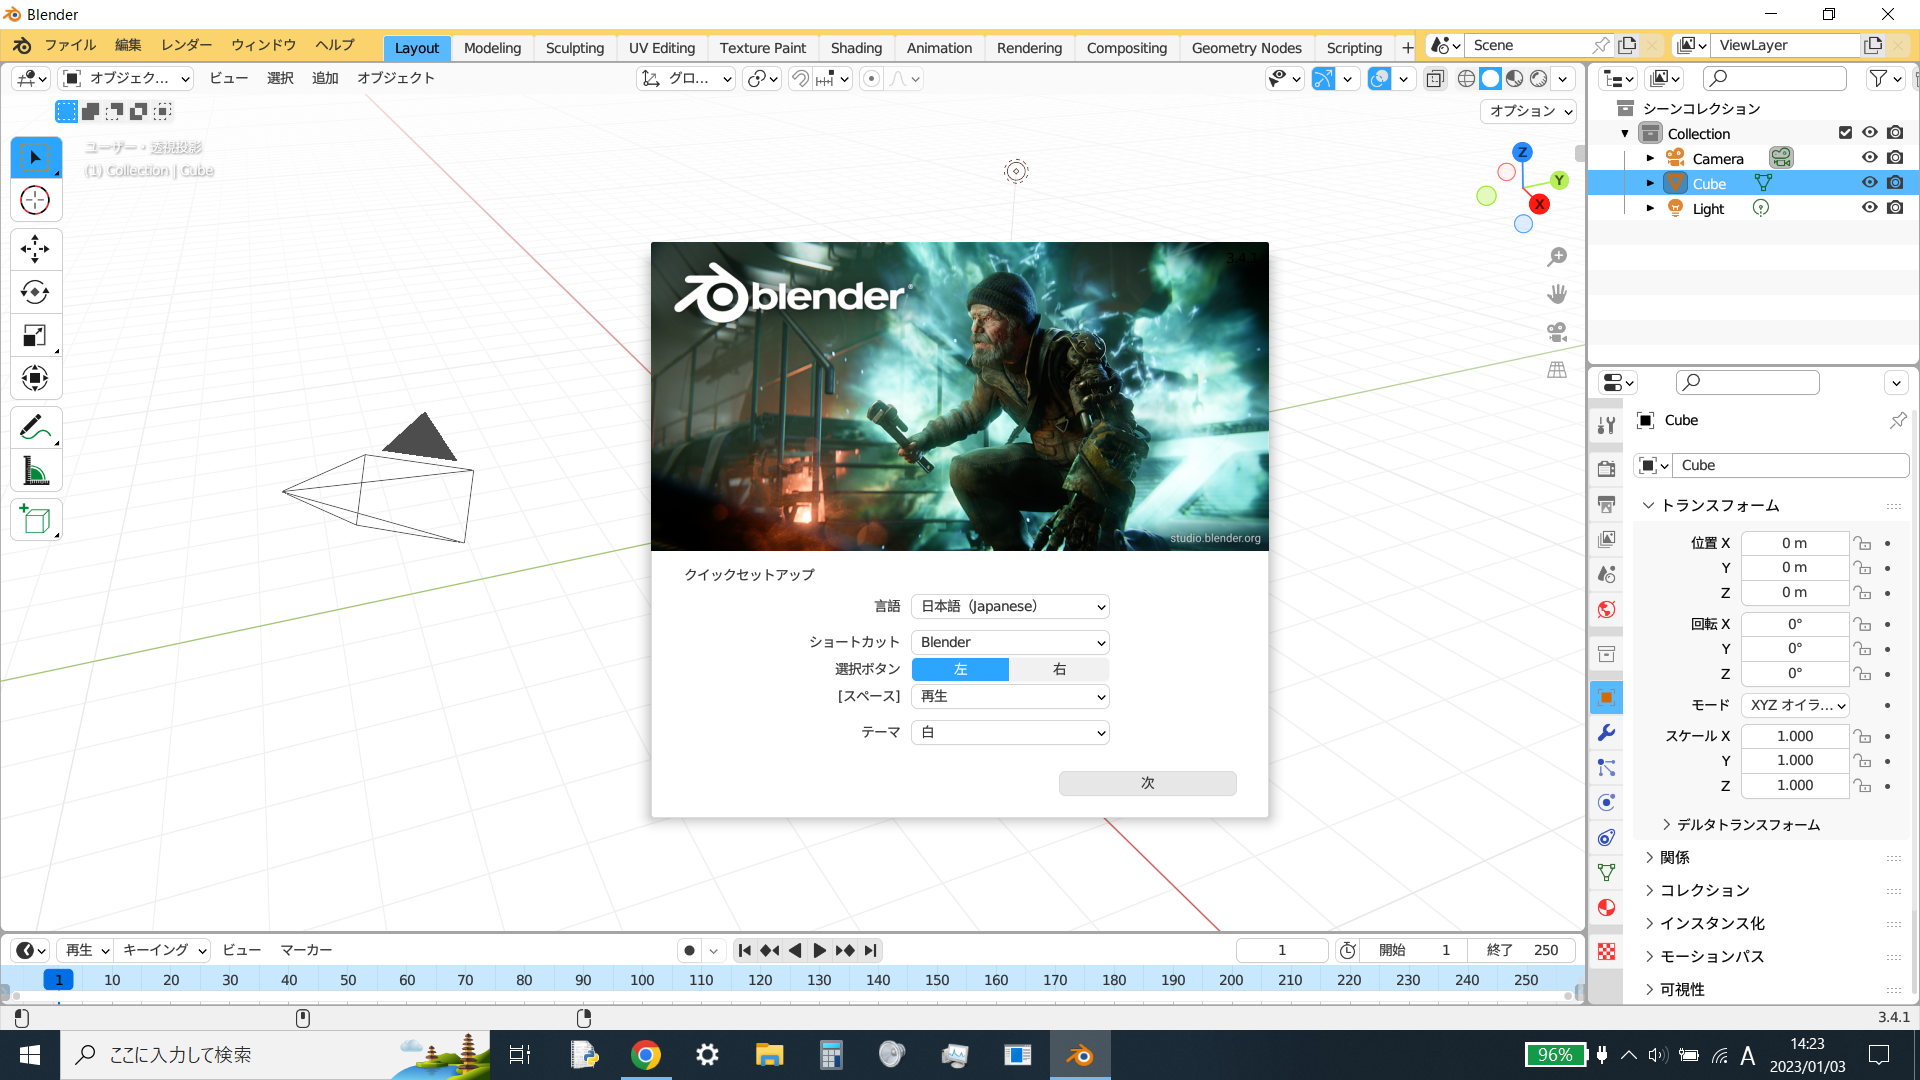 Blender
ファイル 編集 レンダー ウィンドウ ヘルプ Layout Modeling Sculpting UV Editing Texture Paint Shading Animation Rendering Compositing Geometry Nodes Scripting + Scene ViewLayer
オブジェク... ビュー 選択 追加 オブジェクト グロ...
オプション
ユーザー・透視投影
(1) Collection | Cube
Z
Y
X
シーンコレクション
Collection
Camera
Cube
Light
3.4.1
blender
studio.blender.org
クイックセットアップ
言語 日本語 (Japanese)
ショートカット Blender
選択ボタン 左 右
[スペース] 再生
テーマ 白
次
Cube
Cube
トランスフォーム
位置 X 0 m
Y 0 m
Z 0 m
回転 X 0°
Y 0°
Z 0°
モード XYZ オイラ...
スケール X 1.000
Y 1.000
Z 1.000
デルタトランスフォーム
関係
コレクション
インスタンス化
モーションパス
可視性
再生 キーイング ビュー マーカー 1 開始 1 終了 250
1 10 20 30 40 50 60 70 80 90 100 110 120 130 140 150 160 170 180 190 200 210 220 230 240 250
3.4.1
ここに入力して検索
96% A 14:23
2023/01/03